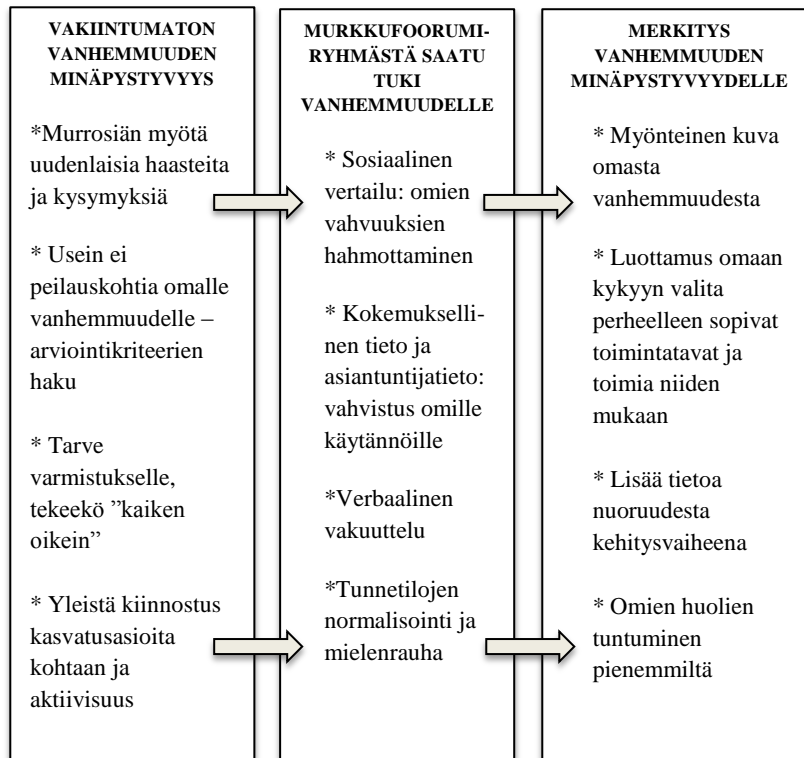 VAKIINTUMATON
VANHEMMUUDEN
MINÄPYSTYVYYS
*Murrosiän myötä
uudenlaisia haasteita
ja kysymyksiä
* Usein ei
peilauskohtia omalle
vanhemmuudelle –
arviointikriteerien
haku
* Tarve
varmistukselle,
tekeekö ”kaiken
oikein”
* Yleistä kiinnostus
kasvatusasioita
kohtaan ja
aktiivisuus
MURKKUFOORUMI-
RYHMÄSTÄ SAATU
TUKI
VANHEMMUUDELLE
* Sosiaalinen
vertailu: omien
vahvuuksien
hahmottaminen
* Kokemukselli-
nen tieto ja
asiantuntijatieto:
vahvistus omille
käytännöille
*Verbaalinen
vakuuttelu
*Tunnetilojen
normalisointi ja
mielenrauha
MERKITYS
VANHEMMUUDEN
MINÄPYSTYVYYDELLE
* Myönteinen kuva
omasta
vanhemmuudesta
* Luottamus omaan
kykyyn valita
perheelleen sopivat
toimintatavat ja
toimia niiden
mukaan
* Lisää tietoa
nuoruudesta
kehitysvaiheena
* Omien huolien
tuntuminen
pienemmiltä